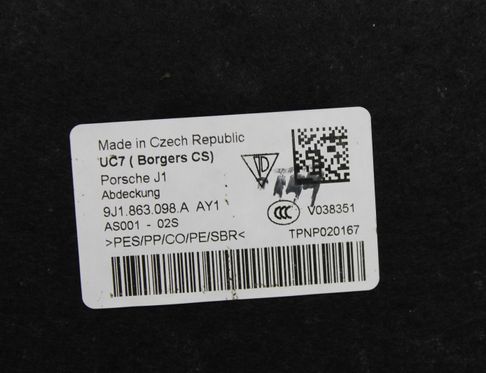 Made in Czech Republic
UC7 ( Borgers CS)
Porsche J1
Abdeckung
9J1.863.098.A AY1
AS001 - 02S
>PES/PP/CO/PE/SBR<
CCC V038351
TPNP020167